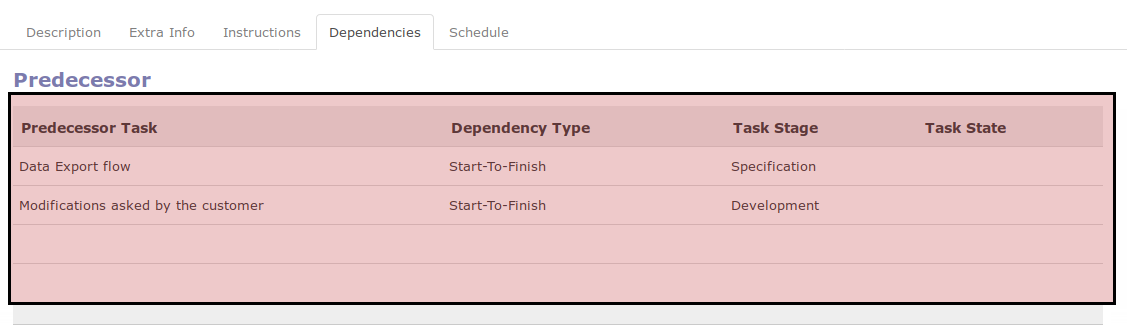 Description Extra Info Instructions Dependencies Schedule
Predecessor
Predecessor Task Dependency Type Task Stage Task State
Data Export flow Start-To-Finish Specification
Modifications asked by the customer Start-To-Finish Development